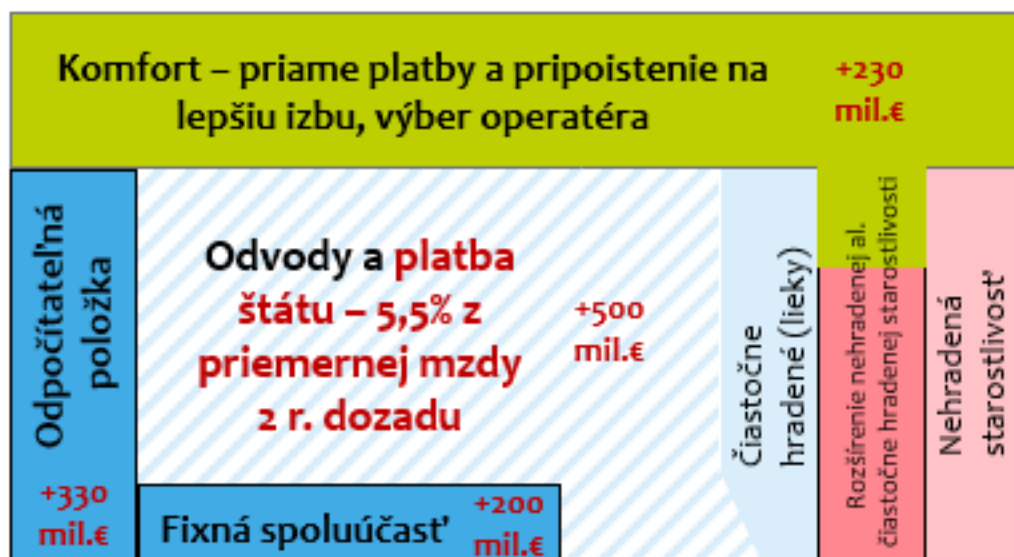 Komfort – priame platby a pripoistenie na
lepšiu izbu, výber operatéra
+230
mil.€
Odpočítateľná
položka
+330
mil.€
Odvody a platba
štátu – 5,5% z
priemernej mzdy
2 r. dozadu
+500
mil.€
Fixná spoluúčasť
+200
mil.€
Čiastočne
hradené (lieky)
Rozšírenie nehradenej al.
čiastočne hradenej starostlivosti
Nehradená
starostlivosť